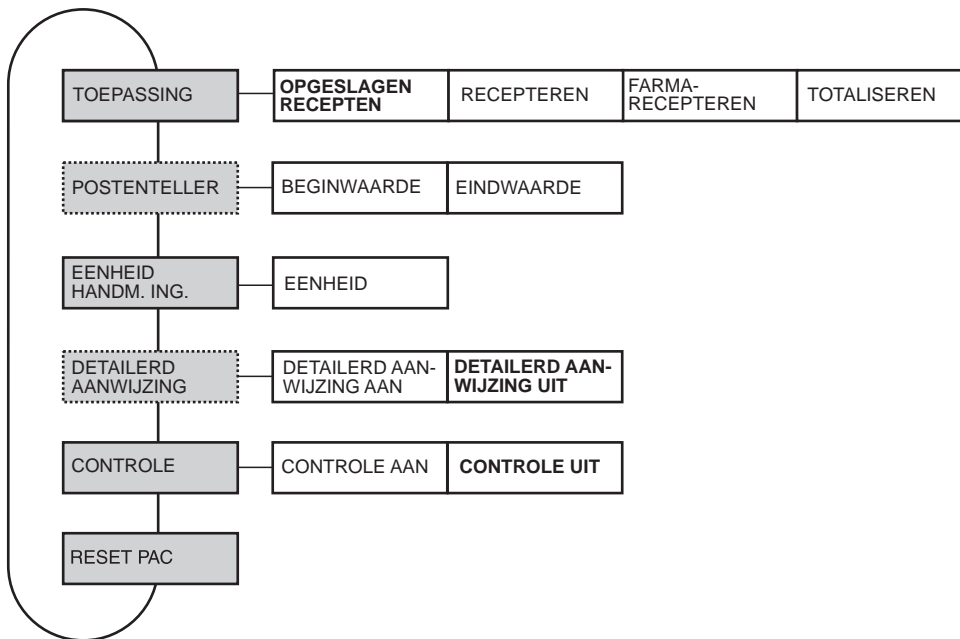 TOEPASSING
OPGESLAGEN
RECEPTEN
RECEPTEREN
FARMA-
RECEPTEREN
TOTALISEREN
POSTENTELLER
BEGINWAARDE
EINDWAARDE
EENHEID
HANDM. ING.
EENHEID
DETAILERD
AANWIJZING
DETAILERD AAN-
WIJZING AAN
DETAILERD AAN-
WIJZING UIT
CONTROLE
CONTROLE AAN
CONTROLE UIT
RESET PAC